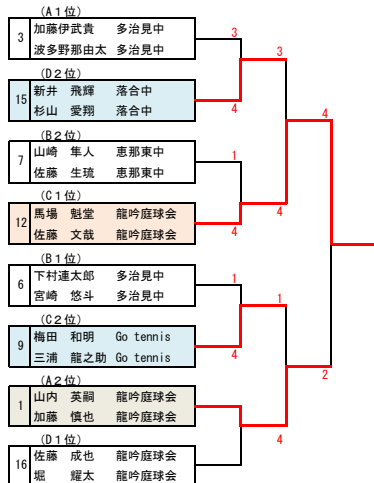 (A1位)
3 加藤伊武貴 多治見中
波多野那由太 多治見中
(D2位)
15 新井 飛輝 落合中
杉山 愛翔 落合中
(B2位)
7 山崎 隼人 恵那東中
佐藤 生琉 恵那東中
(C1位)
12 馬場 魁堂 龍吟庭球会
佐藤 文哉 龍吟庭球会
(B1位)
6 下村連太郎 多治見中
宮崎 悠斗 多治見中
(C2位)
9 梅田 和明 Go tennis
三浦 龍之助 Go tennis
(A2位)
1 山内 英嗣 龍吟庭球会
加藤 慎也 龍吟庭球会
(D1位)
16 佐藤 成也 龍吟庭球会
堀 耀太 龍吟庭球会
3
4
1
4
1
4
3
4
1
4
4
2